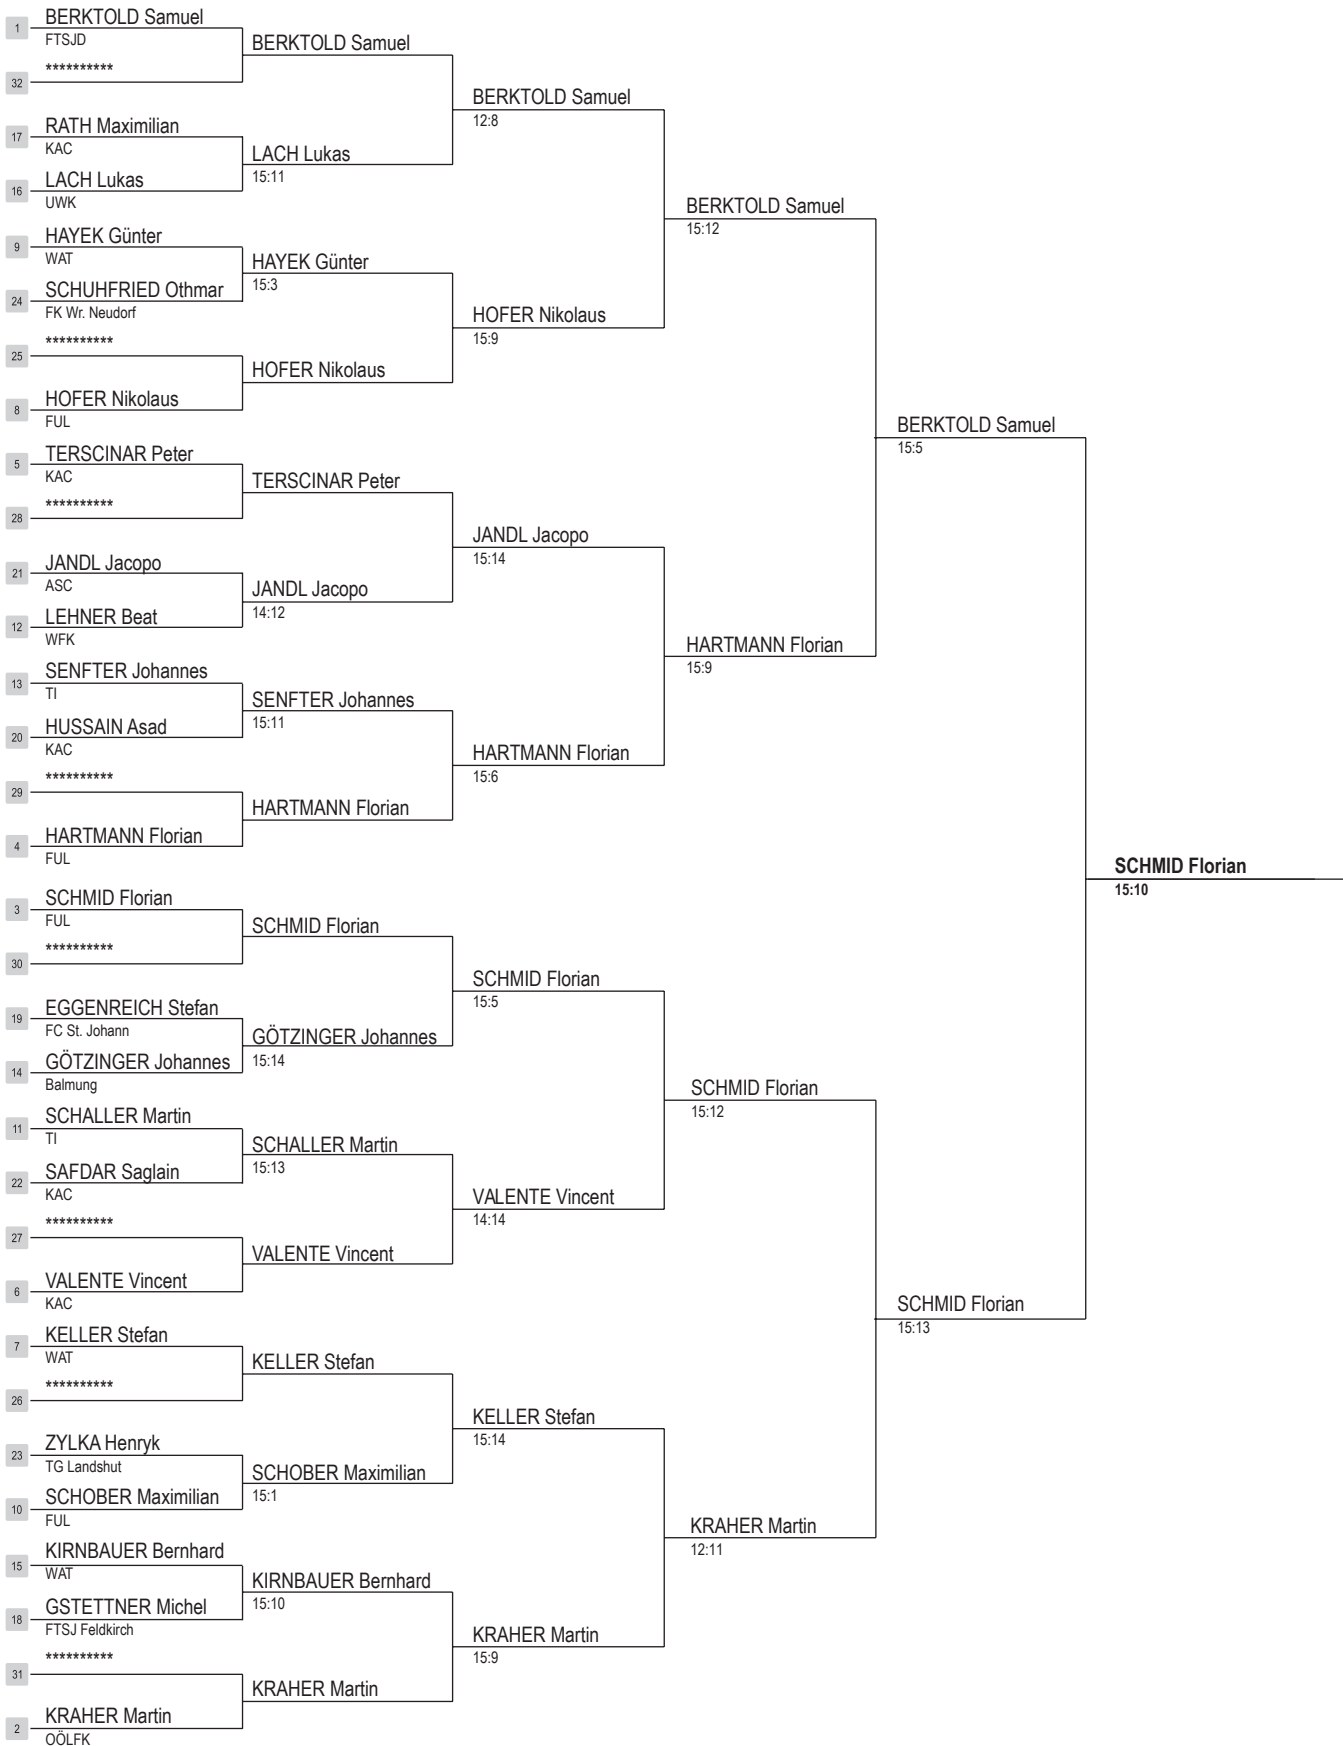 1
BERKTOLD Samuel
FTSJD
**********
32
17
RATH Maximilian
KAC
16
LACH Lukas
UWK
9
HAYEK Günter
WAT
24
SCHUHFRIED Othmar
FK Wr. Neudorf
**********
25
8
HOFER Nikolaus
FUL
5
TERSCINAR Peter
KAC
**********
28
21
JANDL Jacopo
ASC
12
LEHNER Beat
WFK
13
SENFTER Johannes
TI
20
HUSSAIN Asad
KAC
**********
29
4
HARTMANN Florian
FUL
3
SCHMID Florian
FUL
**********
30
19
EGGENREICH Stefan
FC St. Johann
14
GÖTZINGER Johannes
Balmung
11
SCHALLER Martin
TI
22
SAFDAR Saglain
KAC
**********
27
6
VALENTE Vincent
KAC
7
KELLER Stefan
WAT
**********
26
23
ZYLKA Henryk
TG Landshut
10
SCHOBER Maximilian
FUL
15
KIRNBAUER Bernhard
WAT
18
GSTETTNER Michel
FTSJ Feldkirch
**********
31
2
KRAHER Martin
OÖLFK
BERKTOLD Samuel
LACH Lukas
15:11
HAYEK Günter
15:3
HOFER Nikolaus
TERSCINAR Peter
JANDL Jacopo
14:12
SENFTER Johannes
15:11
HARTMANN Florian
SCHMID Florian
GÖTZINGER Johannes
15:14
SCHALLER Martin
15:13
VALENTE Vincent
KELLER Stefan
SCHOBER Maximilian
15:1
KIRNBAUER Bernhard
15:10
KRAHER Martin
BERKTOLD Samuel
12:8
HOFER Nikolaus
15:9
JANDL Jacopo
15:14
HARTMANN Florian
15:6
SCHMID Florian
15:5
VALENTE Vincent
14:14
KELLER Stefan
15:14
KRAHER Martin
15:9
BERKTOLD Samuel
15:12
HARTMANN Florian
15:9
SCHMID Florian
15:12
KRAHER Martin
12:11
BERKTOLD Samuel
15:5
SCHMID Florian
15:13
SCHMID Florian
15:10